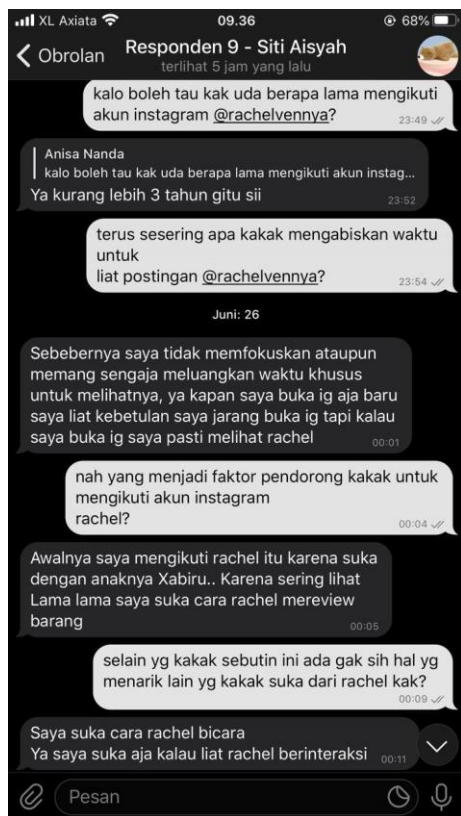 XL Axiata
09.36
68%
Obrolan
Responden 9 - Siti Aisyah
terlihat 5 jam yang lalu
kalo boleh tau kak uda berapa lama mengikuti
akun instagram @rachelvennya?
23:49
Anisa Nanda
kalo boleh tau kak uda berapa lama mengikuti akun instag...
Ya kurang lebih 3 tahun gitu sii
23:52
terus sesering apa kakak mengabiskan waktu
untuk
liat postingan @rachelvennya?
23:54
Juni: 26
Sebebernya saya tidak memfokuskan ataupun
memang sengaja meluangkan waktu khusus
untuk melihatnya, ya kapan saya buka ig aja baru
saya liat kebetulan saya jarang buka ig tapi kalau
saya buka ig saya pasti melihat rachel
00:01
nah yang menjadi faktor pendorong kakak untuk
mengikuti akun instagram
rachel?
00:04
Awalnya saya mengikuti rachel itu karena suka
dengan anaknya Xabiru.. Karena sering lihat
Lama lama saya suka cara rachel mereview
barang
00:05
selain yg kakak sebutin ini ada gak sih hal yg
menarik lain yg kakak suka dari rachel kak?
00:09
Saya suka cara rachel bicara
Ya saya suka aja kalau liat rachel berinteraksi
00:11
Pesan